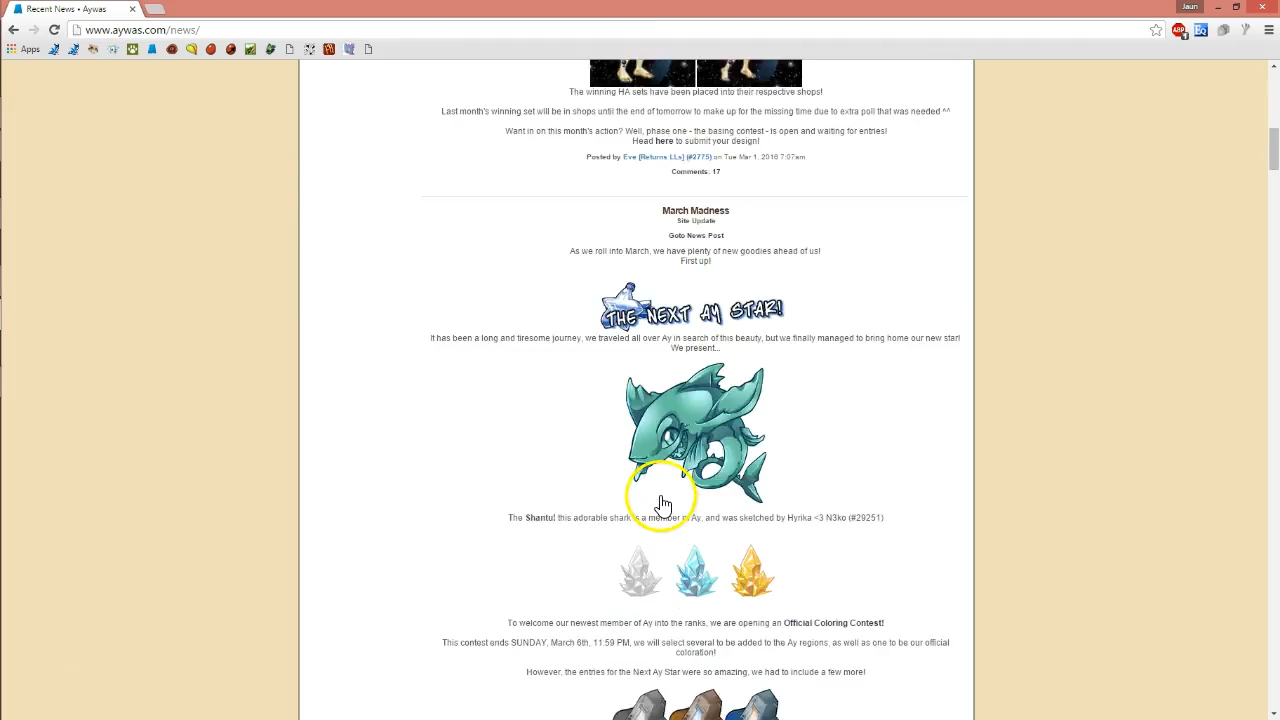 Recent News - Aywas
Jaun
www.aywas.com/news/
Apps
The winning HA sets have been placed into their respective shops!
Last month's winning set will be in shops until the end of tomorrow to make up for the missing time due to extra poll that was needed ^^
Want in on this month's action? Well, phase one - the basing contest - is open and waiting for entries!
Head here to submit your design!
Posted by Eve [Returns LLs] (#2775) on Tue Mar 1, 2016 7:07am
Comments: 17
March Madness
Site Update
Goto News Post
As we roll into March, we have plenty of new goodies ahead of us!
First up!
THE NEXT AY STAR!
It has been a long and tiresome journey, we traveled all over Ay in search of this beauty, but we finally managed to bring home our new star!
We present...
The Shantu! this adorable shark is a member of Ay, and was sketched by Hyrika <3 N3ko (#29251)
To welcome our newest member of Ay into the ranks, we are opening an Official Coloring Contest!
This contest ends SUNDAY, March 6th, 11:59 PM, we will select several to be added to the Ay regions, as well as one to be our official
coloration!
However, the entries for the Next Ay Star were so amazing, we had to include a few more!